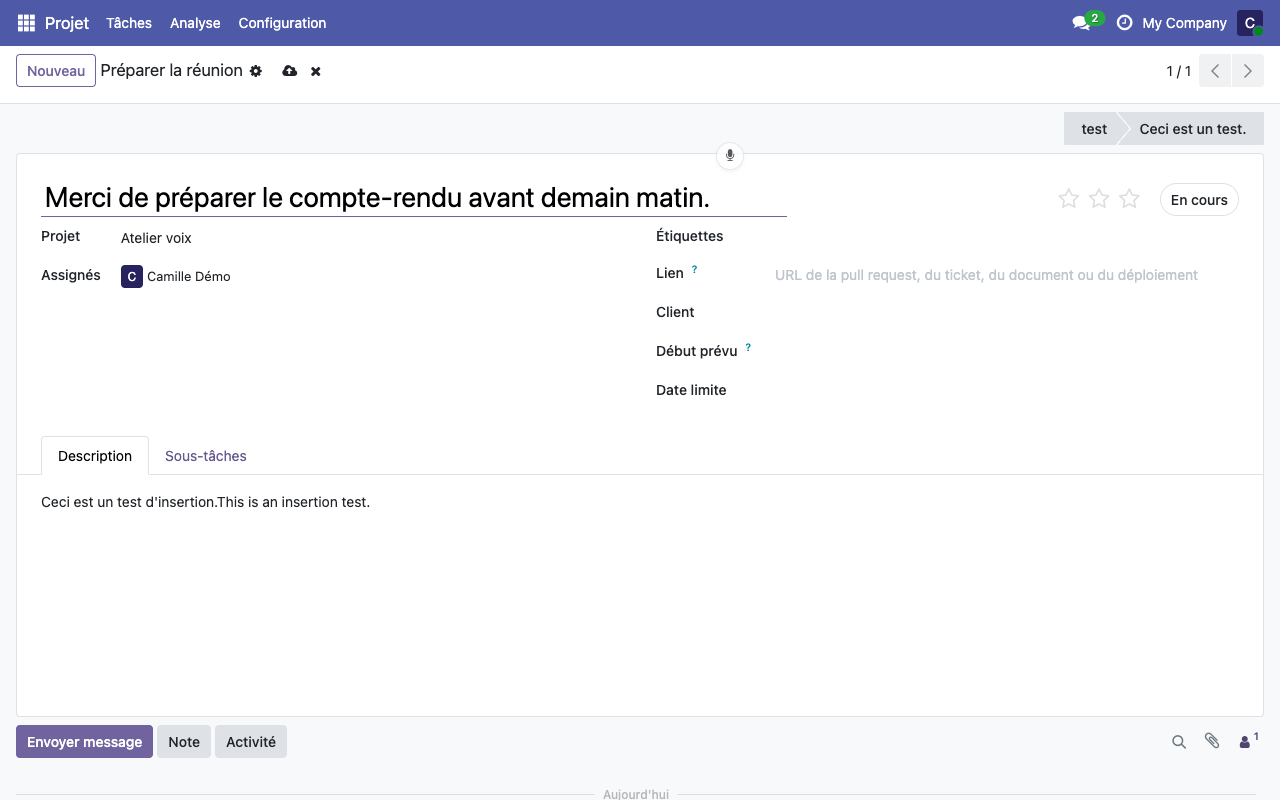 Projet Tâches Analyse Configuration 2 My Company C
Nouveau Préparer la réunion 1 / 1
test Ceci est un test.
Merci de préparer le compte-rendu avant demain matin. En cours
Projet Atelier voix
Assignés C Camille Démo
Étiquettes
Lien ? URL de la pull request, du ticket, du document ou du déploiement
Client
Début prévu ?
Date limite
Description Sous-tâches
Ceci est un test d'insertion.This is an insertion test.
Envoyer message Note Activité 1
Aujourd'hui